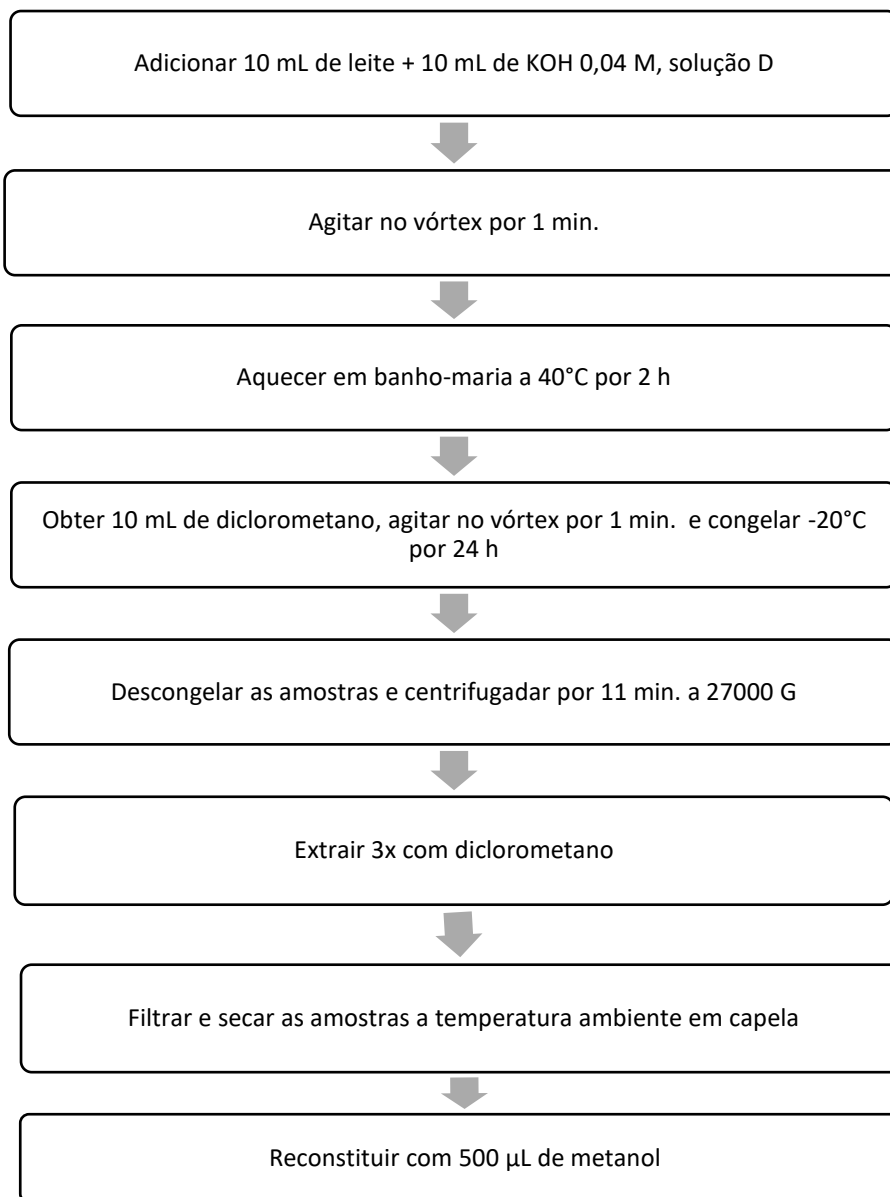 Adicionar 10 mL de leite + 10 mL de KOH 0,04 M, solução D
Agitar no vórtex por 1 min.
Aquecer em banho-maria a 40°C por 2 h
Obter 10 mL de diclorometano, agitar no vórtex por 1 min.  e congelar -20°C
por 24 h
Descongelar as amostras e centrifugadar por 11 min. a 27000 G
Extrair 3x com diclorometano
Filtrar e secar as amostras a temperatura ambiente em capela
Reconstituir com 500 µL de metanol